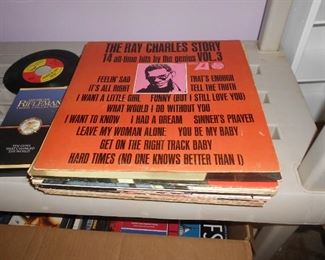 THE RAY CHARLES STORY
14 all-time hits by the genius VOL.3
FEELIN' SAD THAT'S ENOUGH
IT'S ALL RIGHT TELL THE TRUTH
I WANT A LITTLE GIRL FUNNY (BUT I STILL LOVE YOU)
WHAT WOULD I DO WITHOUT YOU
I WANT TO KNOW I HAD A DREAM SINNER'S PRAYER
LEAVE MY WOMAN ALONE YOU BE MY BABY
GET ON THE RIGHT TRACK BABY
HARD TIMES (NO ONE KNOWS BETTER THAN I)
RIFLEMAN